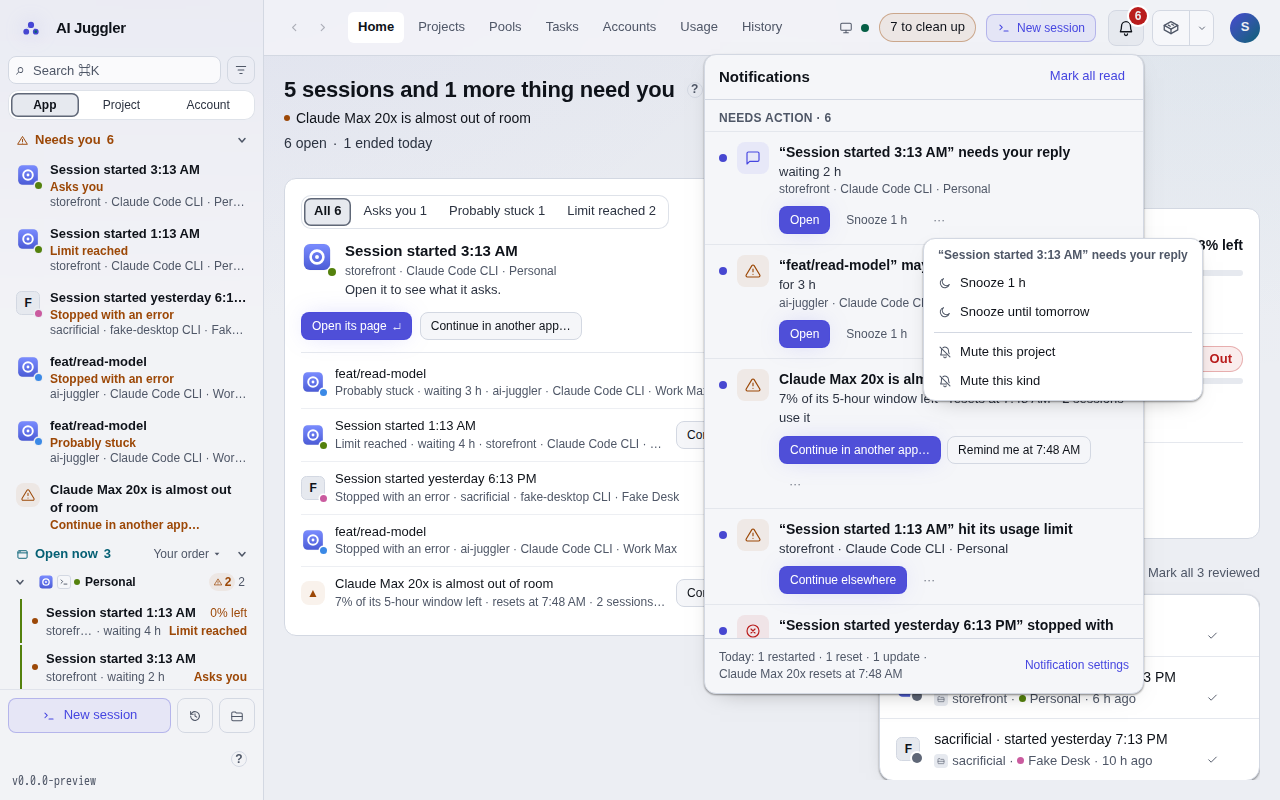 AI Juggler
Search ⌘K
App
Project
Account
Needs you 6
Session started 3:13 AM
Asks you
storefront · Claude Code CLI · Per…
Session started 1:13 AM
Limit reached
storefront · Claude Code CLI · Per…
F
Session started yesterday 6:1…
Stopped with an error
sacrificial · fake-desktop CLI · Fak…
feat/read-model
Stopped with an error
ai-juggler · Claude Code CLI · Wor…
feat/read-model
Probably stuck
ai-juggler · Claude Code CLI · Wor…
Claude Max 20x is almost out of room
Continue in another app…
Open now 3
Your order
Personal
2 2
Session started 1:13 AM 0% left
storefr… · waiting 4 h Limit reached
Session started 3:13 AM
storefront · waiting 2 h Asks you
New session
?
v0.0.0-preview
Home
Projects
Pools
Tasks
Accounts
Usage
History
7 to clean up
New session
6
S
5 sessions and 1 more thing need you ?
Claude Max 20x is almost out of room
6 open · 1 ended today
All 6
Asks you 1
Probably stuck 1
Limit reached 2
Session started 3:13 AM
storefront · Claude Code CLI · Personal
Open it to see what it asks.
Open its page
Continue in another app…
feat/read-model
Probably stuck · waiting 3 h · ai-juggler · Claude Code CLI · Work Ma
Session started 1:13 AM
Limit reached · waiting 4 h · storefront · Claude Code CLI · …
Session started yesterday 6:13 PM
F
Stopped with an error · sacrificial · fake-desktop CLI · Fake Desk
feat/read-model
Stopped with an error · ai-juggler · Claude Code CLI · Work Max
Claude Max 20x is almost out of room
7% of its 5-hour window left · resets at 7:48 AM · 2 sessions…
Notifications
Mark all read
NEEDS ACTION · 6
“Session started 3:13 AM” needs your reply
waiting 2 h
storefront · Claude Code CLI · Personal
Open
Snooze 1 h
…
“feat/read-model” may
for 3 h
ai-juggler · Claude Code C
Open
Snooze 1 h
Claude Max 20x is alm
7% of its 5-hour window left
use it
Continue in another app…
Remind me at 7:48 AM
…
“Session started 1:13 AM” hit its usage limit
storefront · Claude Code CLI · Personal
Continue elsewhere
…
“Session started yesterday 6:13 PM” stopped with
Today: 1 restarted · 1 reset · 1 update ·
Claude Max 20x resets at 7:48 AM
Notification settings
“Session started 3:13 AM” needs your reply
Snooze 1 h
Snooze until tomorrow
Mute this project
Mute this kind
3% left
Out
Mark all 3 reviewed
3 PM
storefront · Personal · 6 h ago
F
sacrificial · started yesterday 7:13 PM
sacrificial · Fake Desk · 10 h ago